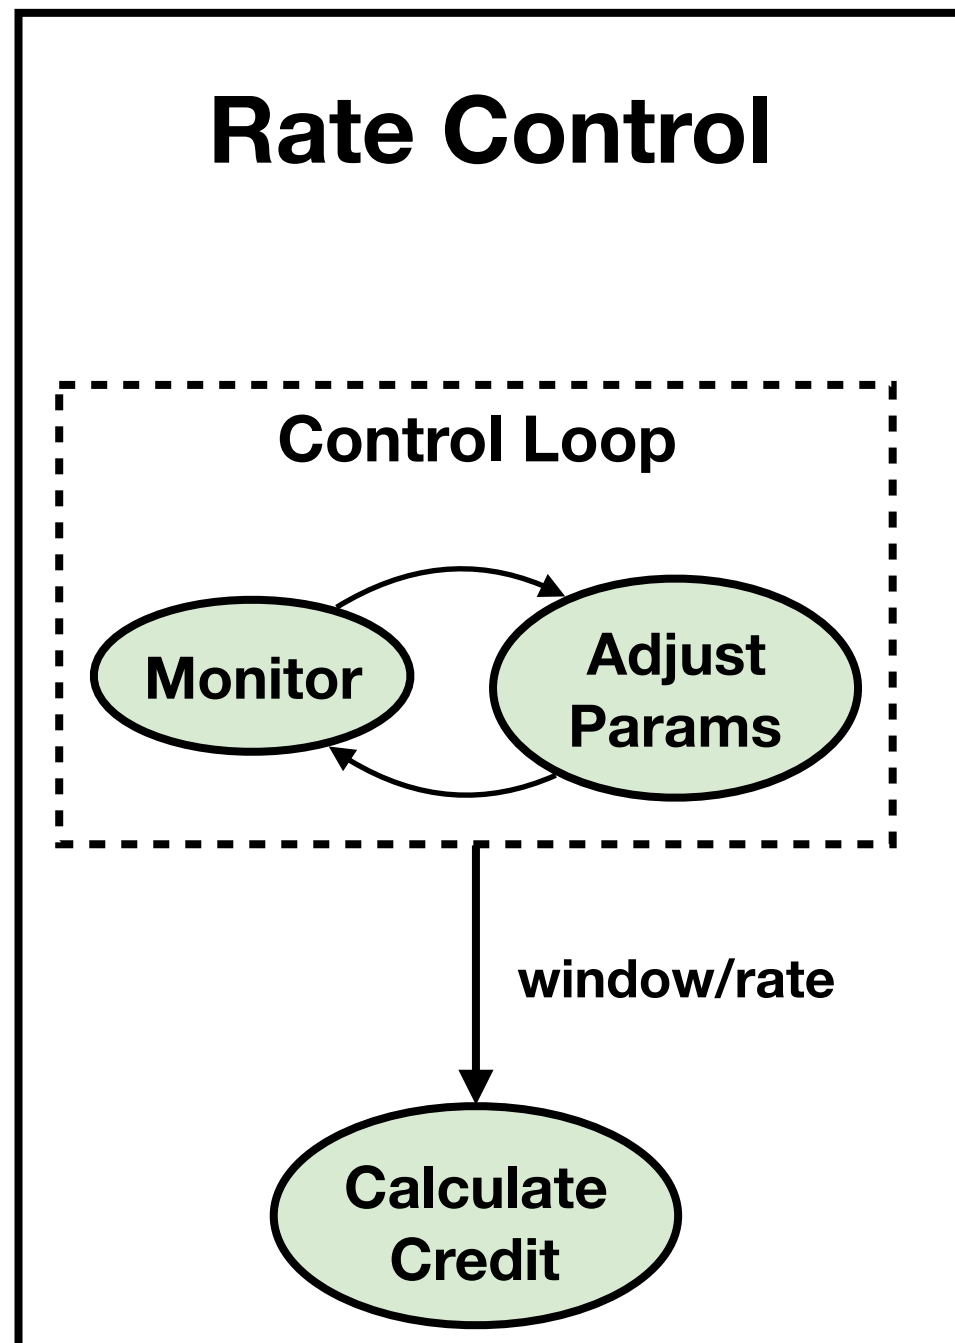 Rate Control
Control Loop
Monitor
Adjust
Params
window/rate
Calculate
Credit